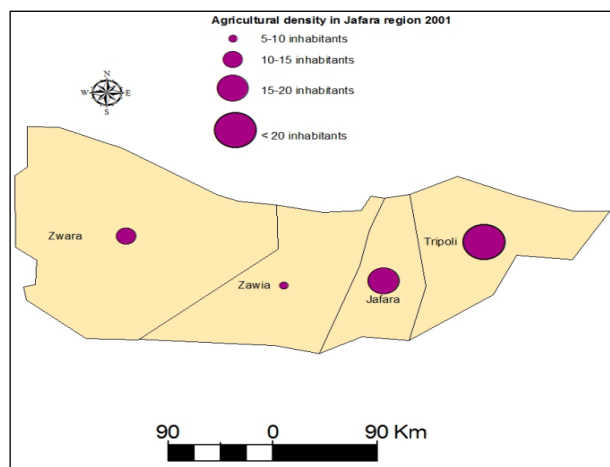 Agricultural density in Jafara region 2001
5-10 inhabitants
10-15 inhabitants
15-20 inhabitants
< 20 inhabitants
N
W E
S
Zwara
Tripoli
Zawia
Jafara
90 0 90 Km